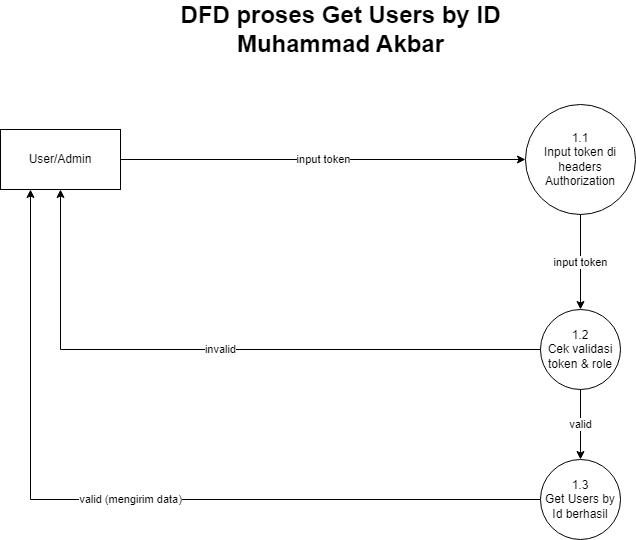 DFD proses Get Users by ID
Muhammad Akbar
User/Admin
input token
1.1
Input token di
headers
Authorization
input token
invalid
1.2
Cek validasi
token & role
valid
valid (mengirim data)
1.3
Get Users by
Id berhasil